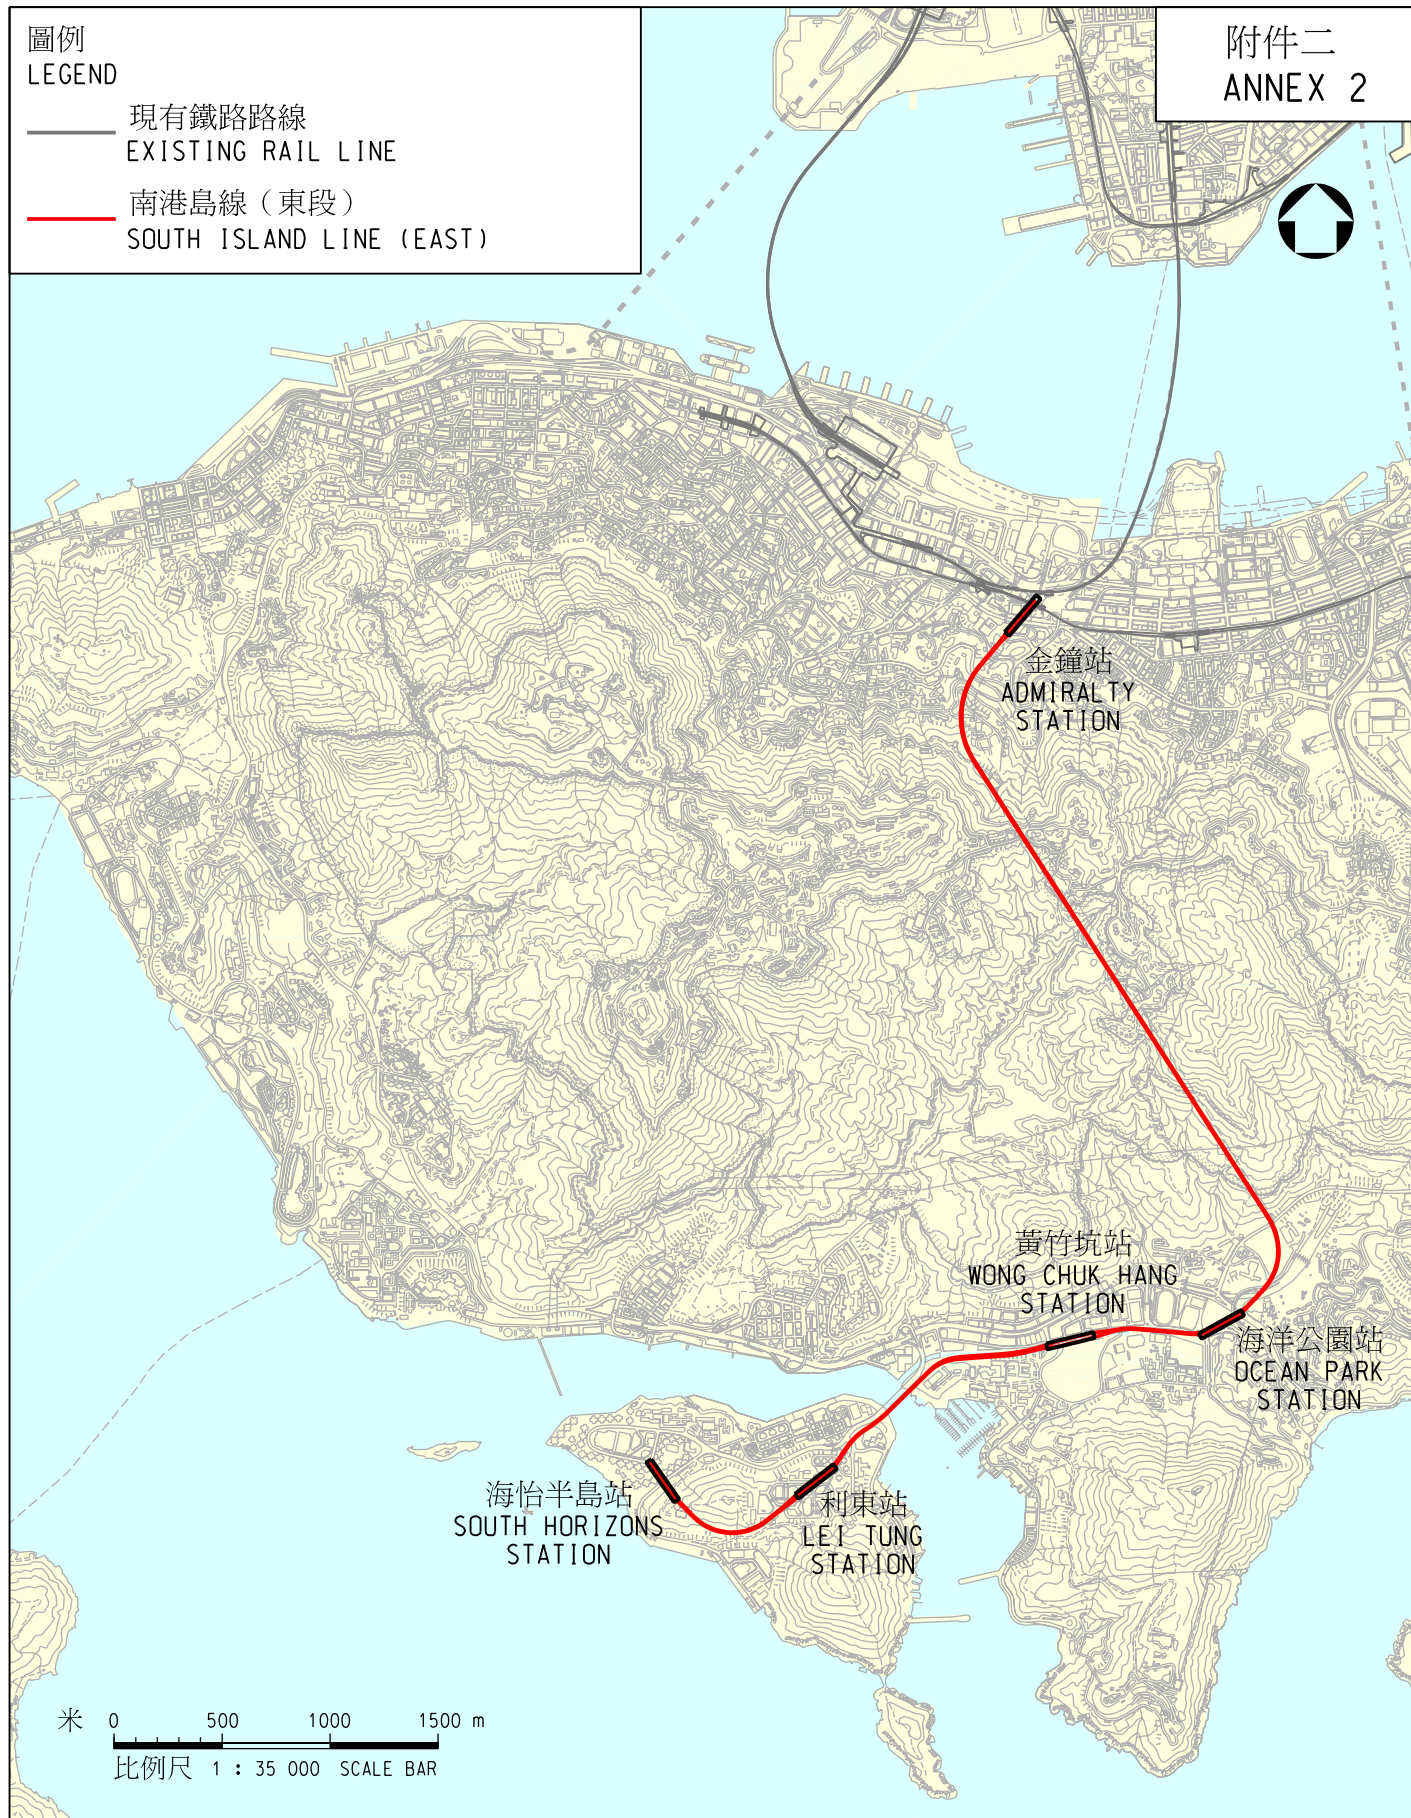 圖例
LEGEND
現有鐵路路線
EXISTING RAIL LINE
南港島線（東段）
SOUTH ISLAND LINE (EAST)
附件二
ANNEX 2
金鐘站
ADMIRALTY
STATION
黃竹坑站
WONG CHUK HANG
STATION
海洋公園站
OCEAN PARK
STATION
海怡半島站
SOUTH HORIZONS
STATION
利東站
LEI TUNG
STATION
米 0 500 1000 1500 m
比例尺 1 : 35 000 SCALE BAR